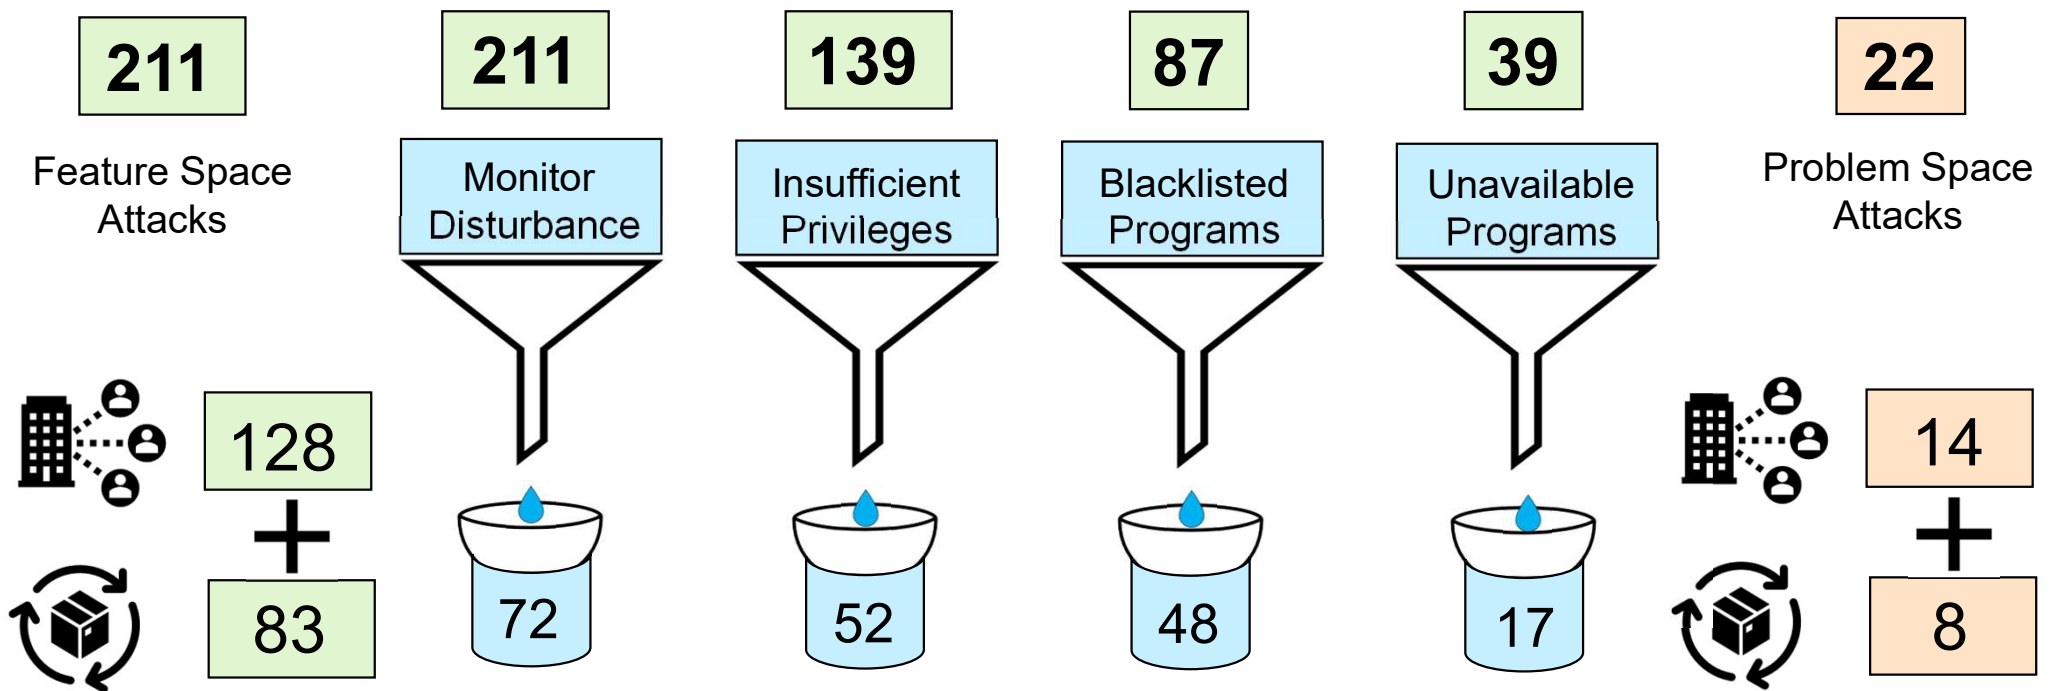 211
211
139
87
39
22
Feature Space
Attacks
Monitor
Disturbance
Insufficient
Privileges
Blacklisted
Programs
Unavailable
Programs
Problem Space
Attacks
128
+
83
72
52
48
17
14
+
8